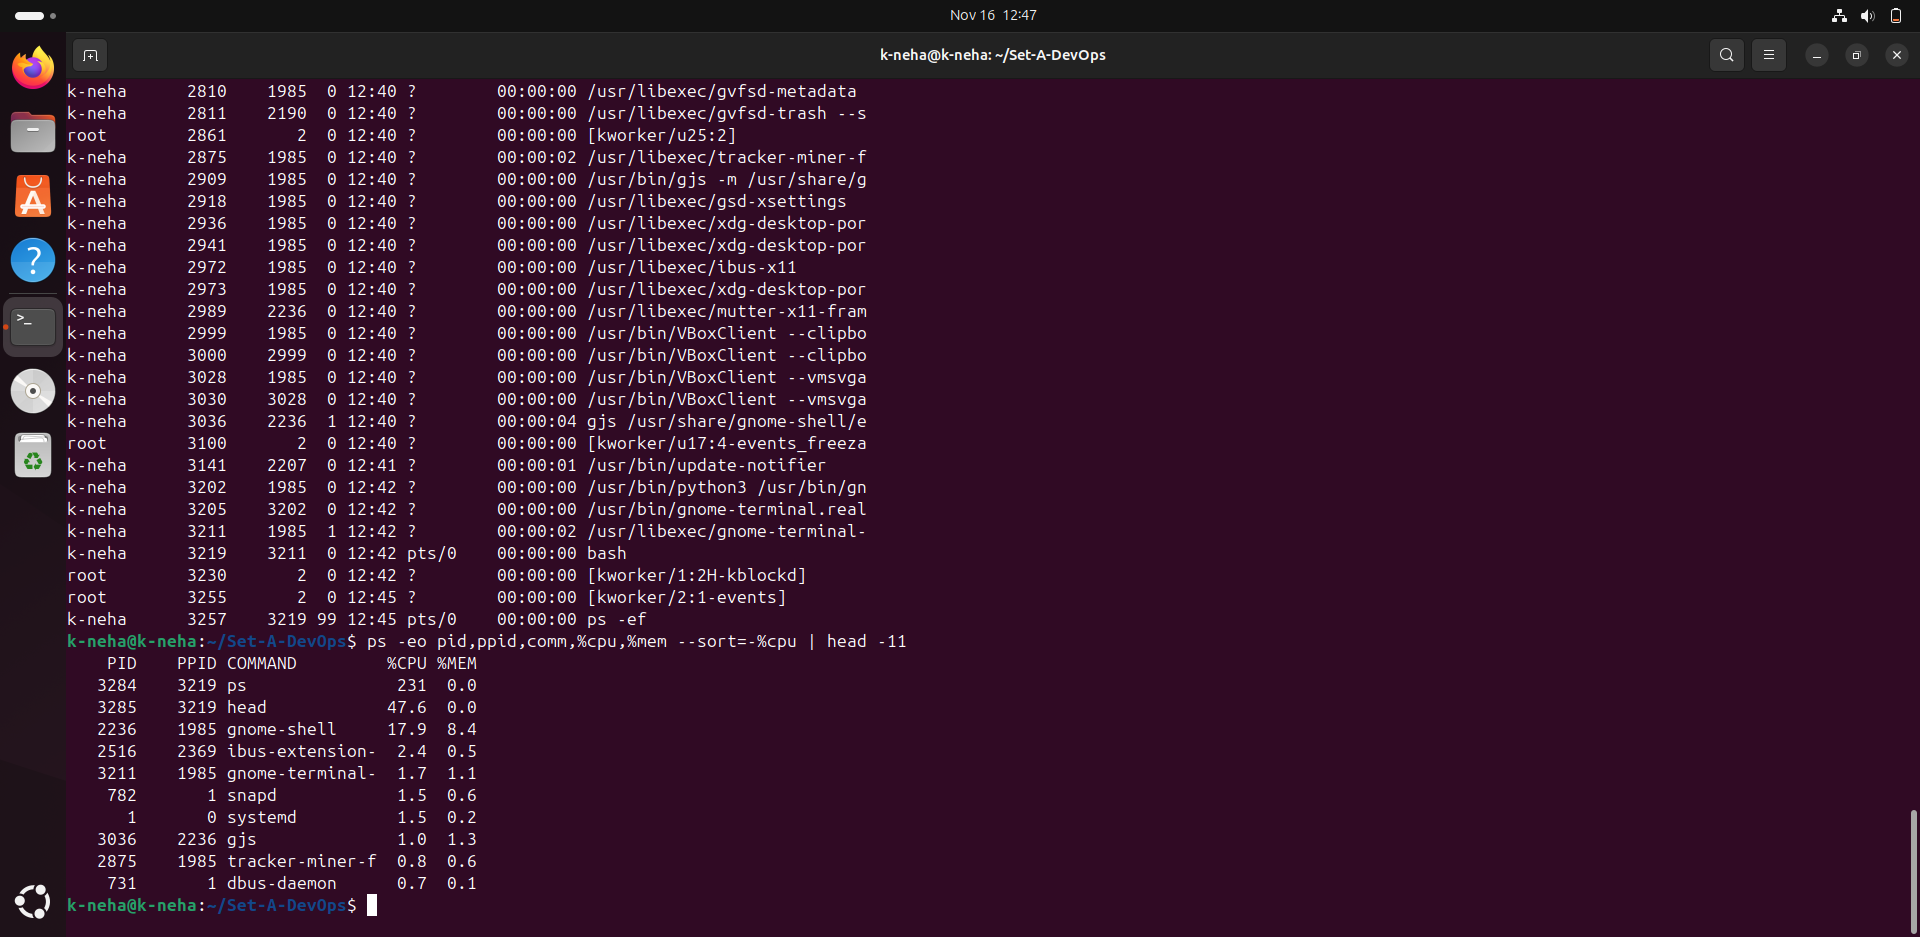 Nov 16 12:47
k-neha@k-neha: ~/Set-A-DevOps
k-neha 2810 1985 0 12:40 ? 00:00:00 /usr/libexec/gvfsd-metadata
k-neha 2811 2190 0 12:40 ? 00:00:00 /usr/libexec/gvfsd-trash --s
root 2861 2 0 12:40 ? 00:00:00 [kworker/u25:2]
k-neha 2875 1985 0 12:40 ? 00:00:02 /usr/libexec/tracker-miner-f
k-neha 2909 1985 0 12:40 ? 00:00:00 /usr/bin/gjs -m /usr/share/g
k-neha 2918 1985 0 12:40 ? 00:00:00 /usr/libexec/gsd-xsettings
k-neha 2936 1985 0 12:40 ? 00:00:00 /usr/libexec/xdg-desktop-por
k-neha 2941 1985 0 12:40 ? 00:00:00 /usr/libexec/xdg-desktop-por
k-neha 2972 1985 0 12:40 ? 00:00:00 /usr/libexec/ibus-x11
k-neha 2973 1985 0 12:40 ? 00:00:00 /usr/libexec/xdg-desktop-por
k-neha 2989 2236 0 12:40 ? 00:00:00 /usr/libexec/mutter-x11-fram
k-neha 2999 1985 0 12:40 ? 00:00:00 /usr/bin/VBoxClient --clipbo
k-neha 3000 2999 0 12:40 ? 00:00:00 /usr/bin/VBoxClient --clipbo
k-neha 3028 1985 0 12:40 ? 00:00:00 /usr/bin/VBoxClient --vmsvga
k-neha 3030 3028 0 12:40 ? 00:00:00 /usr/bin/VBoxClient --vmsvga
k-neha 3036 2236 1 12:40 ? 00:00:04 gjs /usr/share/gnome-shell/e
root 3100 2 0 12:40 ? 00:00:00 [kworker/u17:4-events_freeza
k-neha 3141 2207 0 12:41 ? 00:00:01 /usr/bin/update-notifier
k-neha 3202 1985 0 12:42 ? 00:00:00 /usr/bin/python3 /usr/bin/gn
k-neha 3205 3202 0 12:42 ? 00:00:00 /usr/bin/gnome-terminal.real
k-neha 3211 1985 1 12:42 ? 00:00:02 /usr/libexec/gnome-terminal-
k-neha 3219 3211 0 12:42 pts/0 00:00:00 bash
root 3230 2 0 12:42 ? 00:00:00 [kworker/1:2H-kblockd]
root 3255 2 0 12:45 ? 00:00:00 [kworker/2:1-events]
k-neha 3257 3219 99 12:45 pts/0 00:00:00 ps -ef
k-neha@k-neha:~/Set-A-DevOps$ ps -eo pid,ppid,comm,%cpu,%mem --sort=-%cpu | head -11
PID PPID COMMAND %CPU %MEM
3284 3219 ps 231 0.0
3285 3219 head 47.6 0.0
2236 1985 gnome-shell 17.9 8.4
2516 2369 ibus-extension- 2.4 0.5
3211 1985 gnome-terminal- 1.7 1.1
782 1 snapd 1.5 0.6
1 0 systemd 1.5 0.2
3036 2236 gjs 1.0 1.3
2875 1985 tracker-miner-f 0.8 0.6
731 1 dbus-daemon 0.7 0.1
k-neha@k-neha:~/Set-A-DevOps$